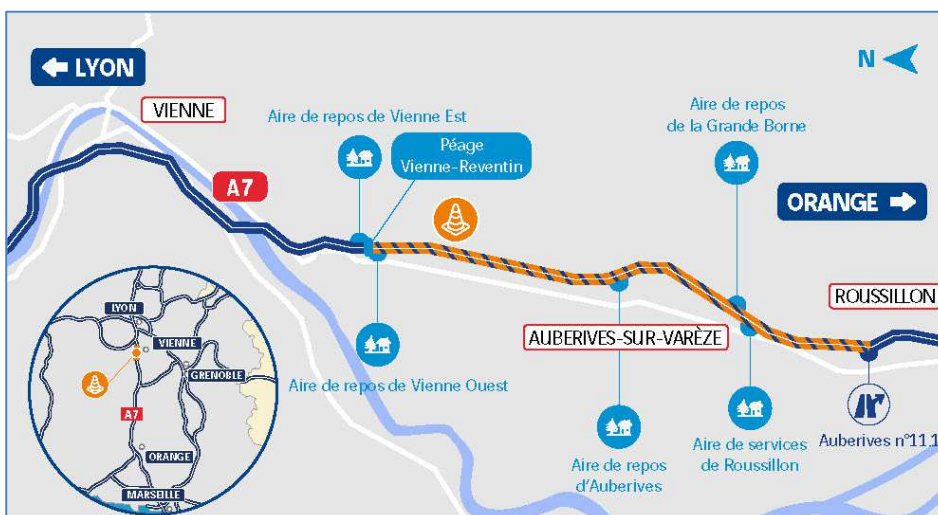 LYON
N
VIENNE
Aire de repos de Vienne Est
Aire de repos
de la Grande Borne
Péage
Vienne-Reventin
A7
ORANGE
ROUSSILLON
AUBERIVES-SUR-VARÈZE
Aire de repos de Vienne Ouest
Aire de repos
d'Auberives
Aire de services
de Roussillon
Auberives n°11.1
LYON
VIENNE
GRENOBLE
A7
ORANGE
MARSEILLE